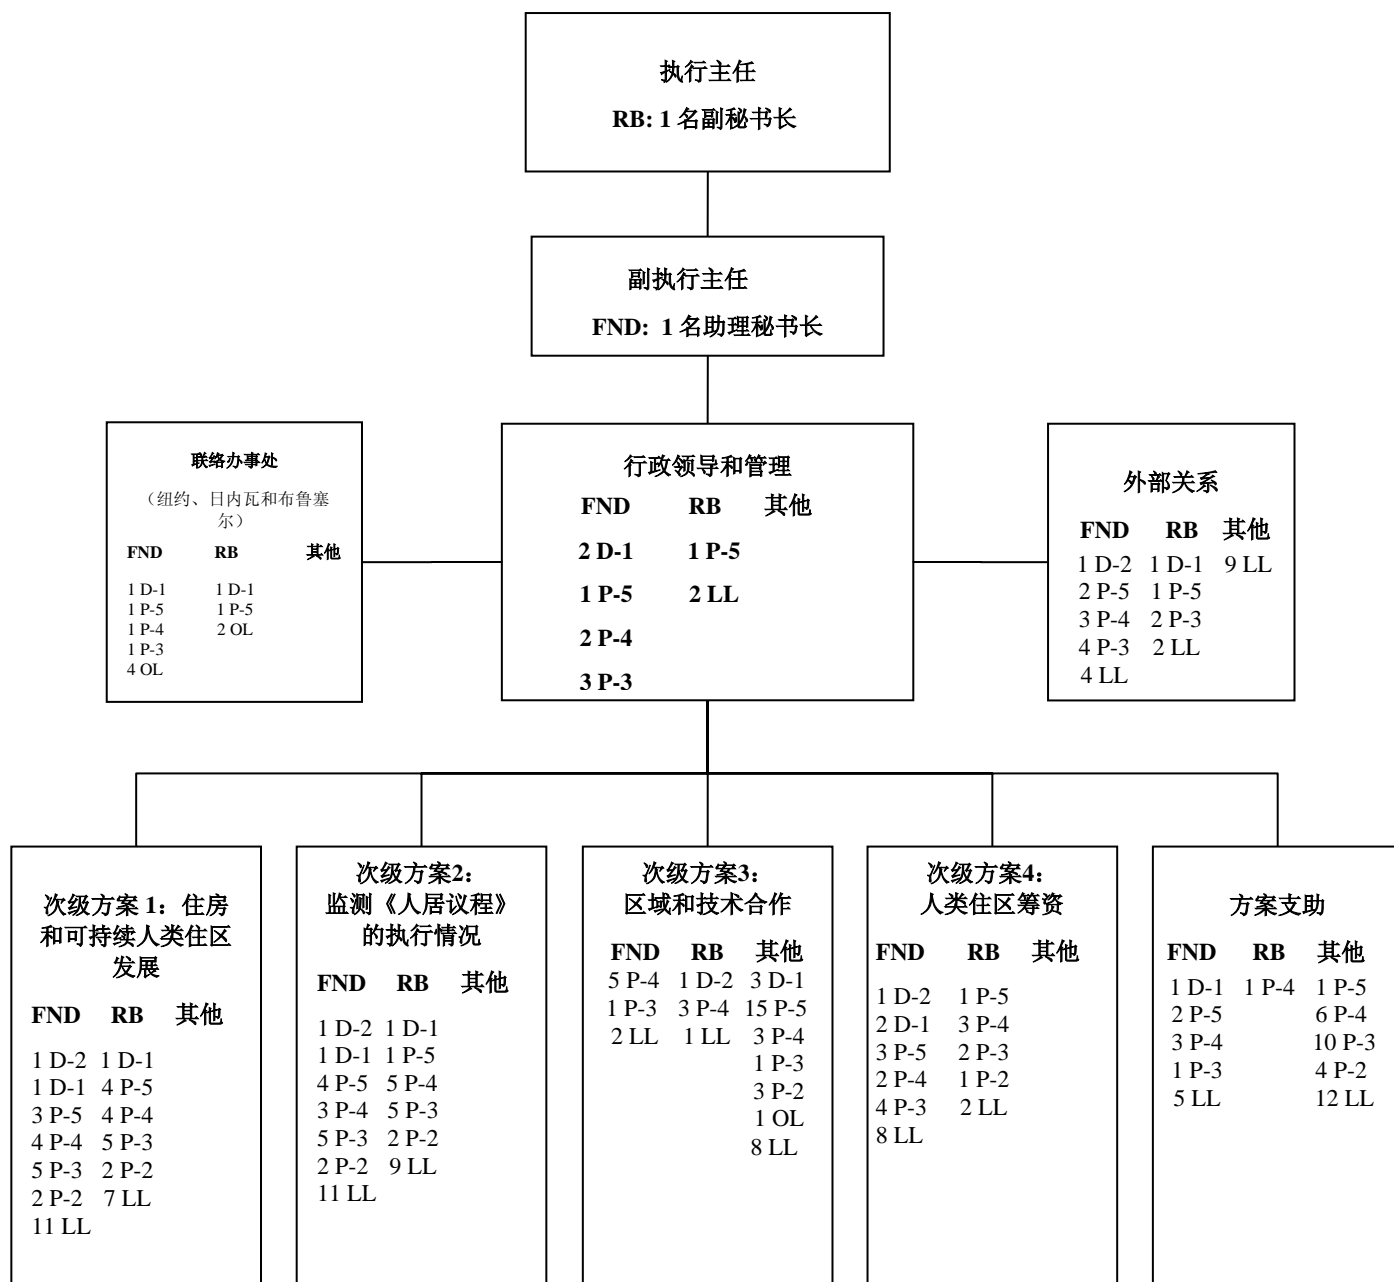 执行主任
RB: 1 名副秘书长
副执行主任
FND: 1 名助理秘书长
联络办事处
（纽约、日内瓦和布鲁塞
尔）
FND RB 其他
1 D-1 1 D-1
1 P-5 1 P-5
1 P-4 2 OL
1 P-3
4 OL
行政领导和管理
FND RB 其他
2 D-1 1 P-5
1 P-5 2 LL
2 P-4
3 P-3
外部关系
FND RB 其他
1 D-2 1 D-1 9 LL
2 P-5 1 P-5
3 P-4 2 P-3
4 P-3 2 LL
4 LL
次级方案 1：住房
和可持续人类住区
发展
FND RB 其他
1 D-2 1 D-1
1 D-1 4 P-5
3 P-5 4 P-4
4 P-4 5 P-3
5 P-3 2 P-2
2 P-2 7 LL
11 LL
次级方案2：
监测《人居议程》
的执行情况
FND RB 其他
1 D-2 1 D-1
1 D-1 1 P-5
4 P-5 5 P-4
3 P-4 5 P-3
5 P-3 2 P-2
2 P-2 9 LL
11 LL
次级方案3：
区域和技术合作
FND RB 其他
5 P-4 1 D-2 3 D-1
1 P-3 3 P-4 15 P-5
2 LL 1 LL 3 P-4
1 P-3
3 P-2
1 OL
8 LL
次级方案4：
人类住区筹资
FND RB 其他
1 D-2 1 P-5
2 D-1 3 P-4
3 P-5 2 P-3
2 P-4 1 P-2
4 P-3 2 LL
8 LL
方案支助
FND RB 其他
1 D-1 1 P-4 1 P-5
2 P-5 6 P-4
3 P-4 10 P-3
1 P-3 4 P-2
5 LL 12 LL